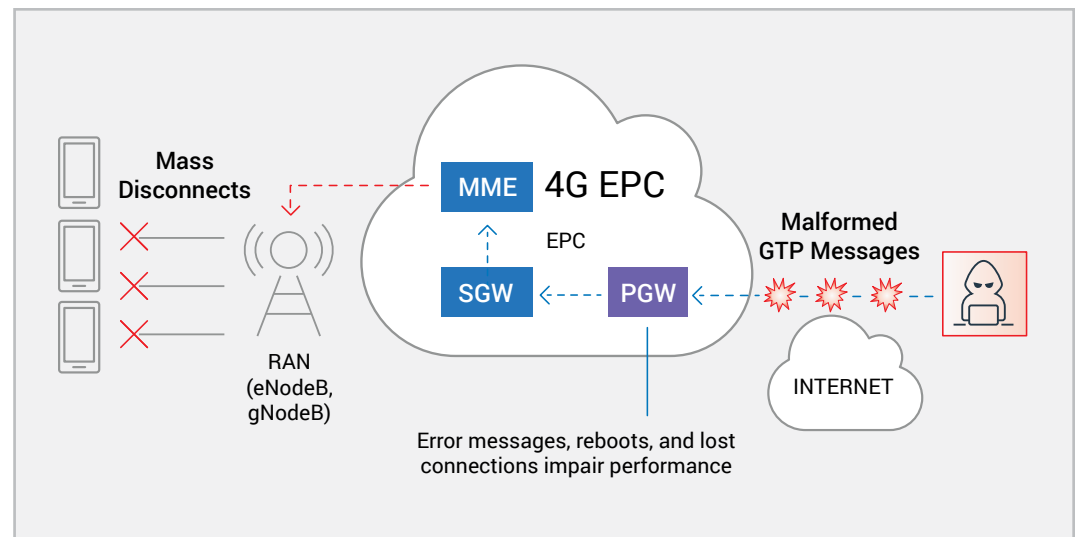 Mass
Disconnects
MME
4G EPC
EPC
SGW
PGW
Malformed
GTP Messages
RAN
(eNodeB,
gNodeB)
INTERNET
Error messages, reboots, and lost
connections impair performance